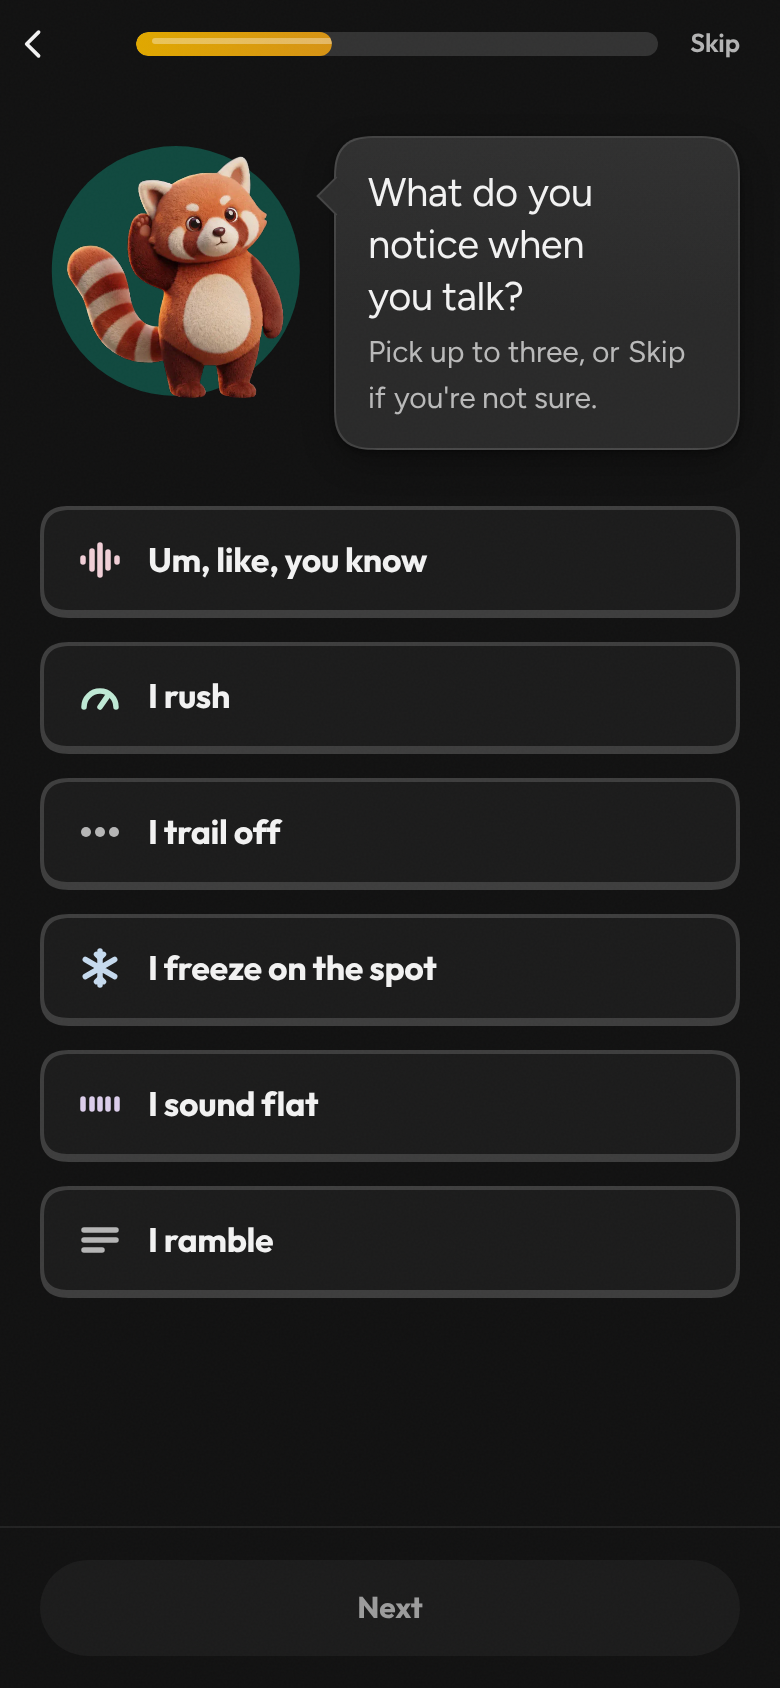 Skip
What do you
notice when
you talk?
Pick up to three, or Skip
if you're not sure.
Um, like, you know
I rush
I trail off
I freeze on the spot
I sound flat
I ramble
Next